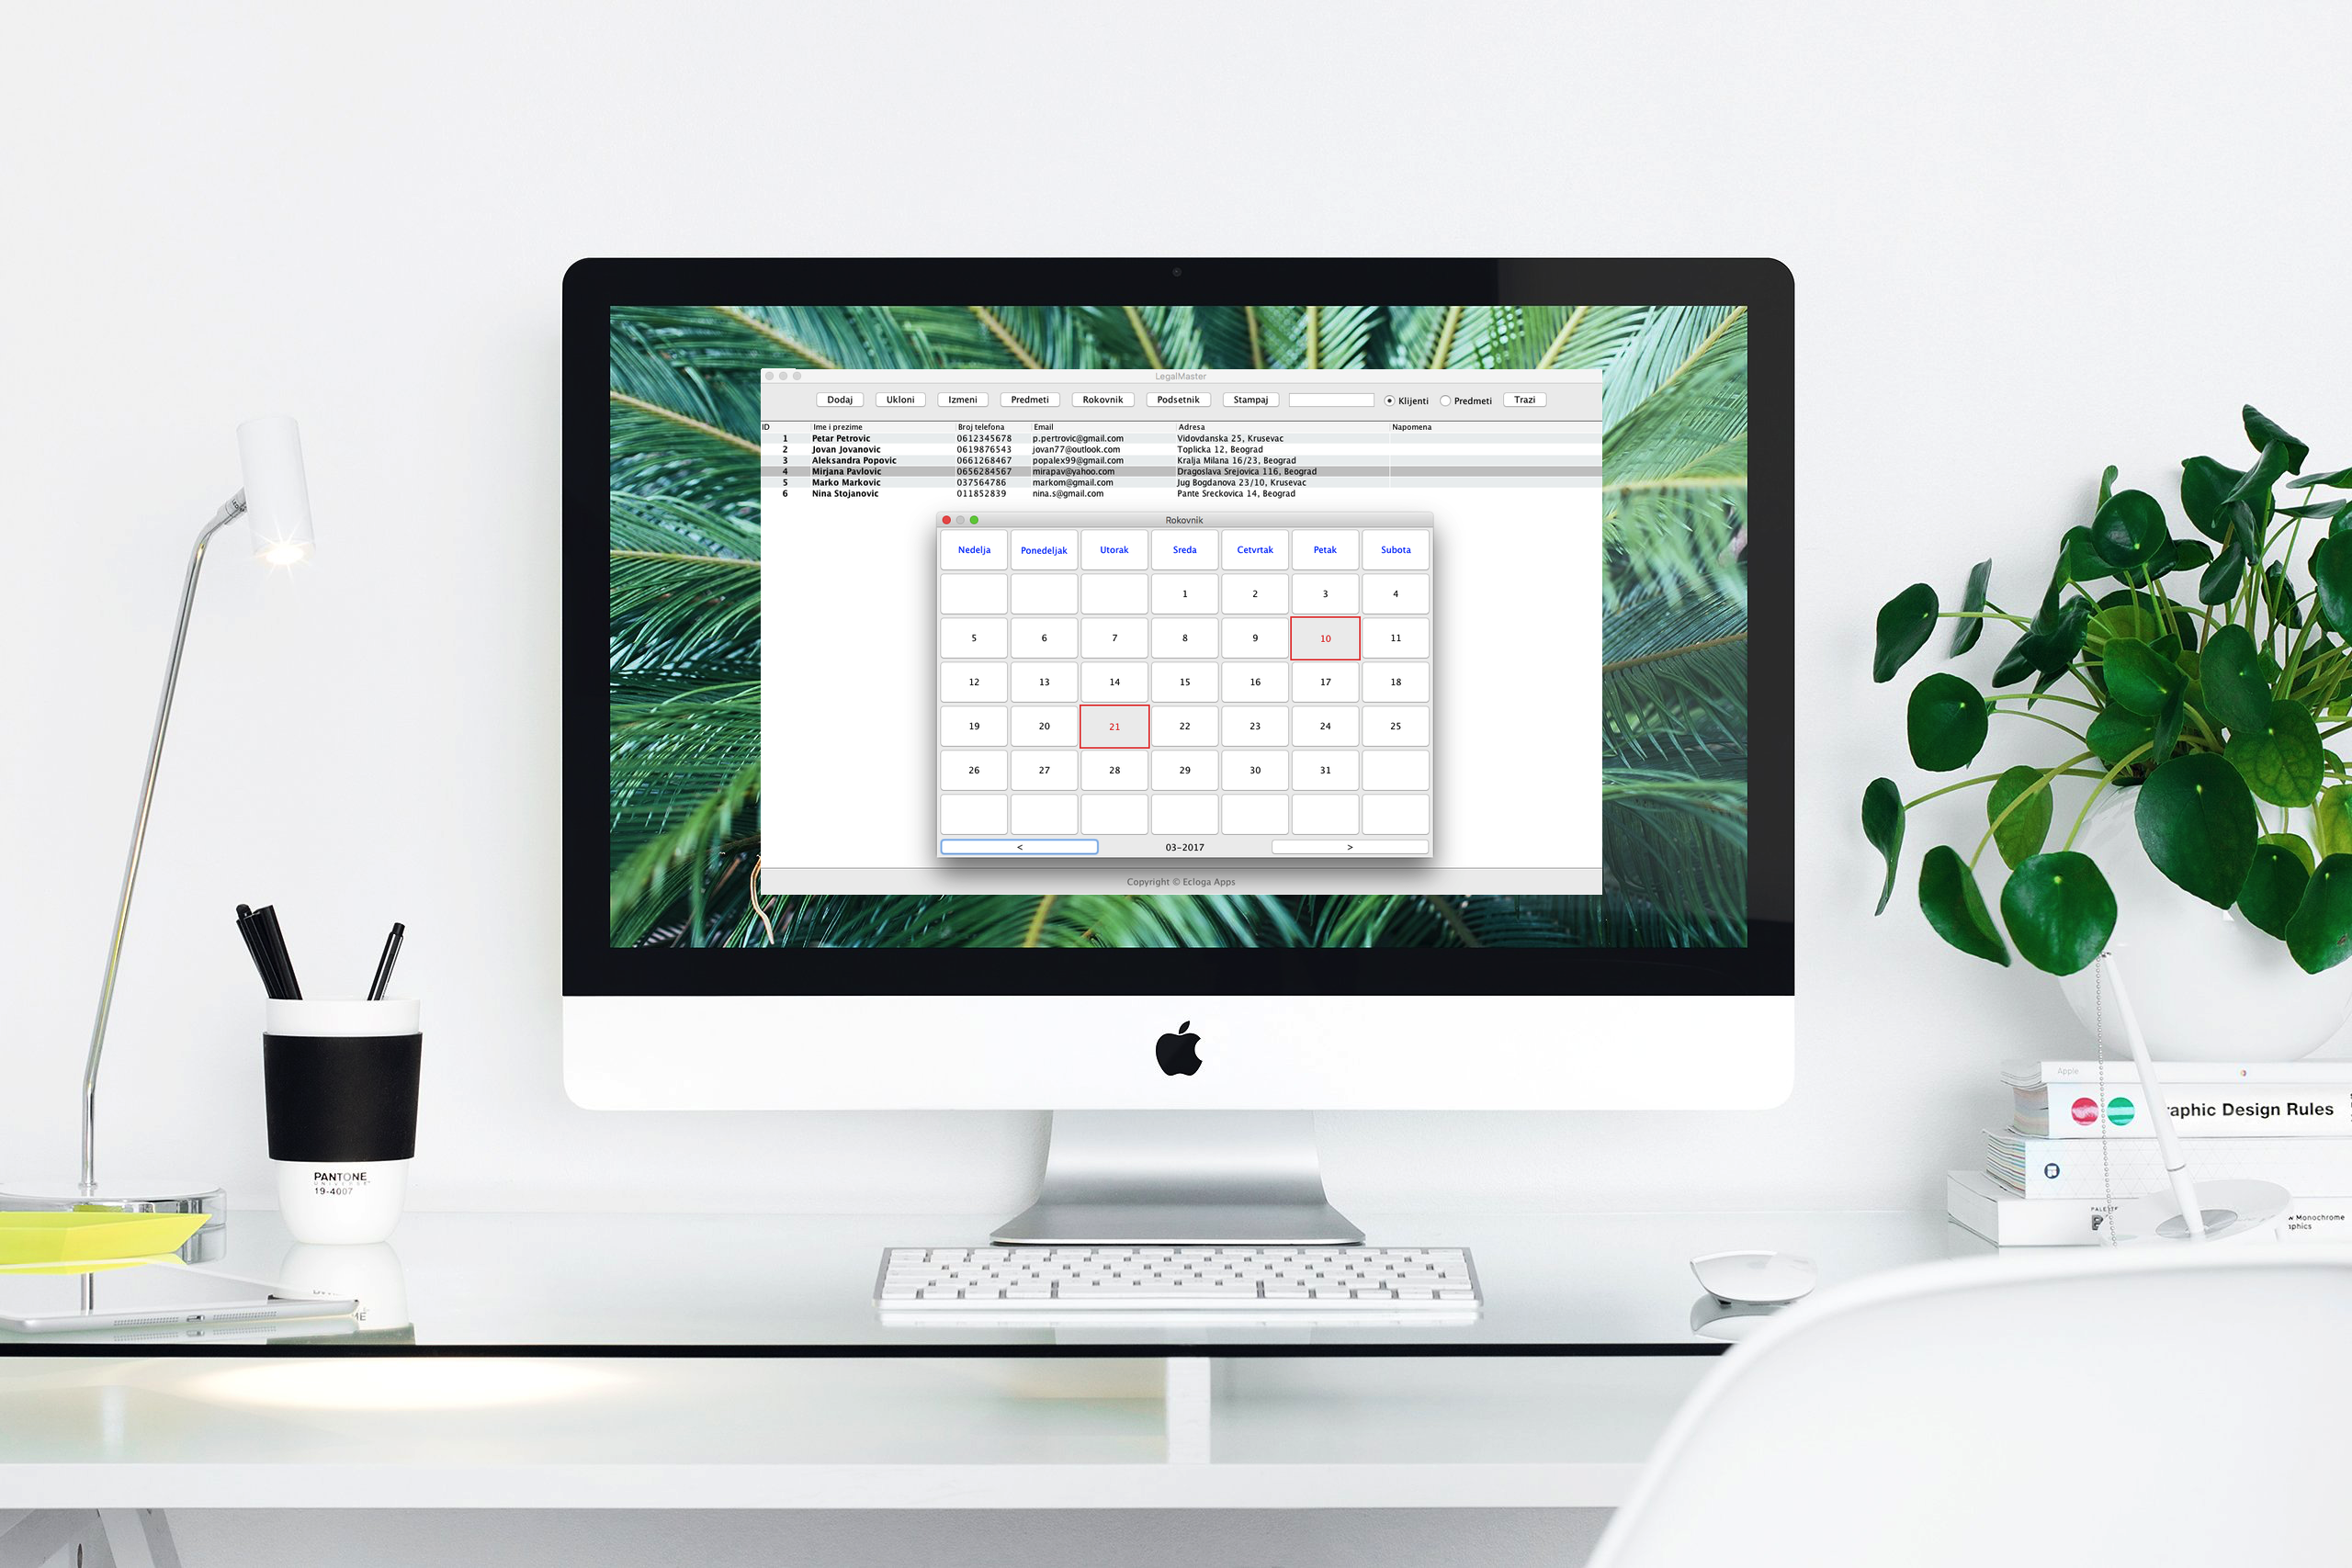 LegalMaster
Dodaj Ukloni Izmeni Predmeti Rokovnik Podsetnik Stampaj Klijenti Predmeti Trazi
ID Ime i prezime Broj telefona Email Adresa Napomena
1 Petar Petrovic 0612345678 p.pertrovic@gmail.com Vidovdanska 25, Krusevac
2 Jovan Jovanovic 0619876543 jovan77@outlook.com Toplicka 12, Beograd
3 Aleksandra Popovic 0661268467 popalex99@gmail.com Kralja Milana 16/23, Beograd
4 Mirjana Pavlovic 0656284567 mirapav@yahoo.com Dragoslava Srejovica 116, Beograd
5 Marko Markovic 037564786 markom@gmail.com Jug Bogdanova 23/10, Krusevac
6 Nina Stojanovic 011852839 nina.s@gmail.com Pante Sreckovica 14, Beograd
Rokovnik
Nedelja Ponedeljak Utorak Sreda Cetvrtak Petak Subota
1 2 3 4
5 6 7 8 9 10 11
12 13 14 15 16 17 18
19 20 21 22 23 24 25
26 27 28 29 30 31
< 03-2017 >
Copyright © Ecloga Apps
PANTONE
UNIVERSE
19-4007
Apple
raphic Design Rules
Monochrome